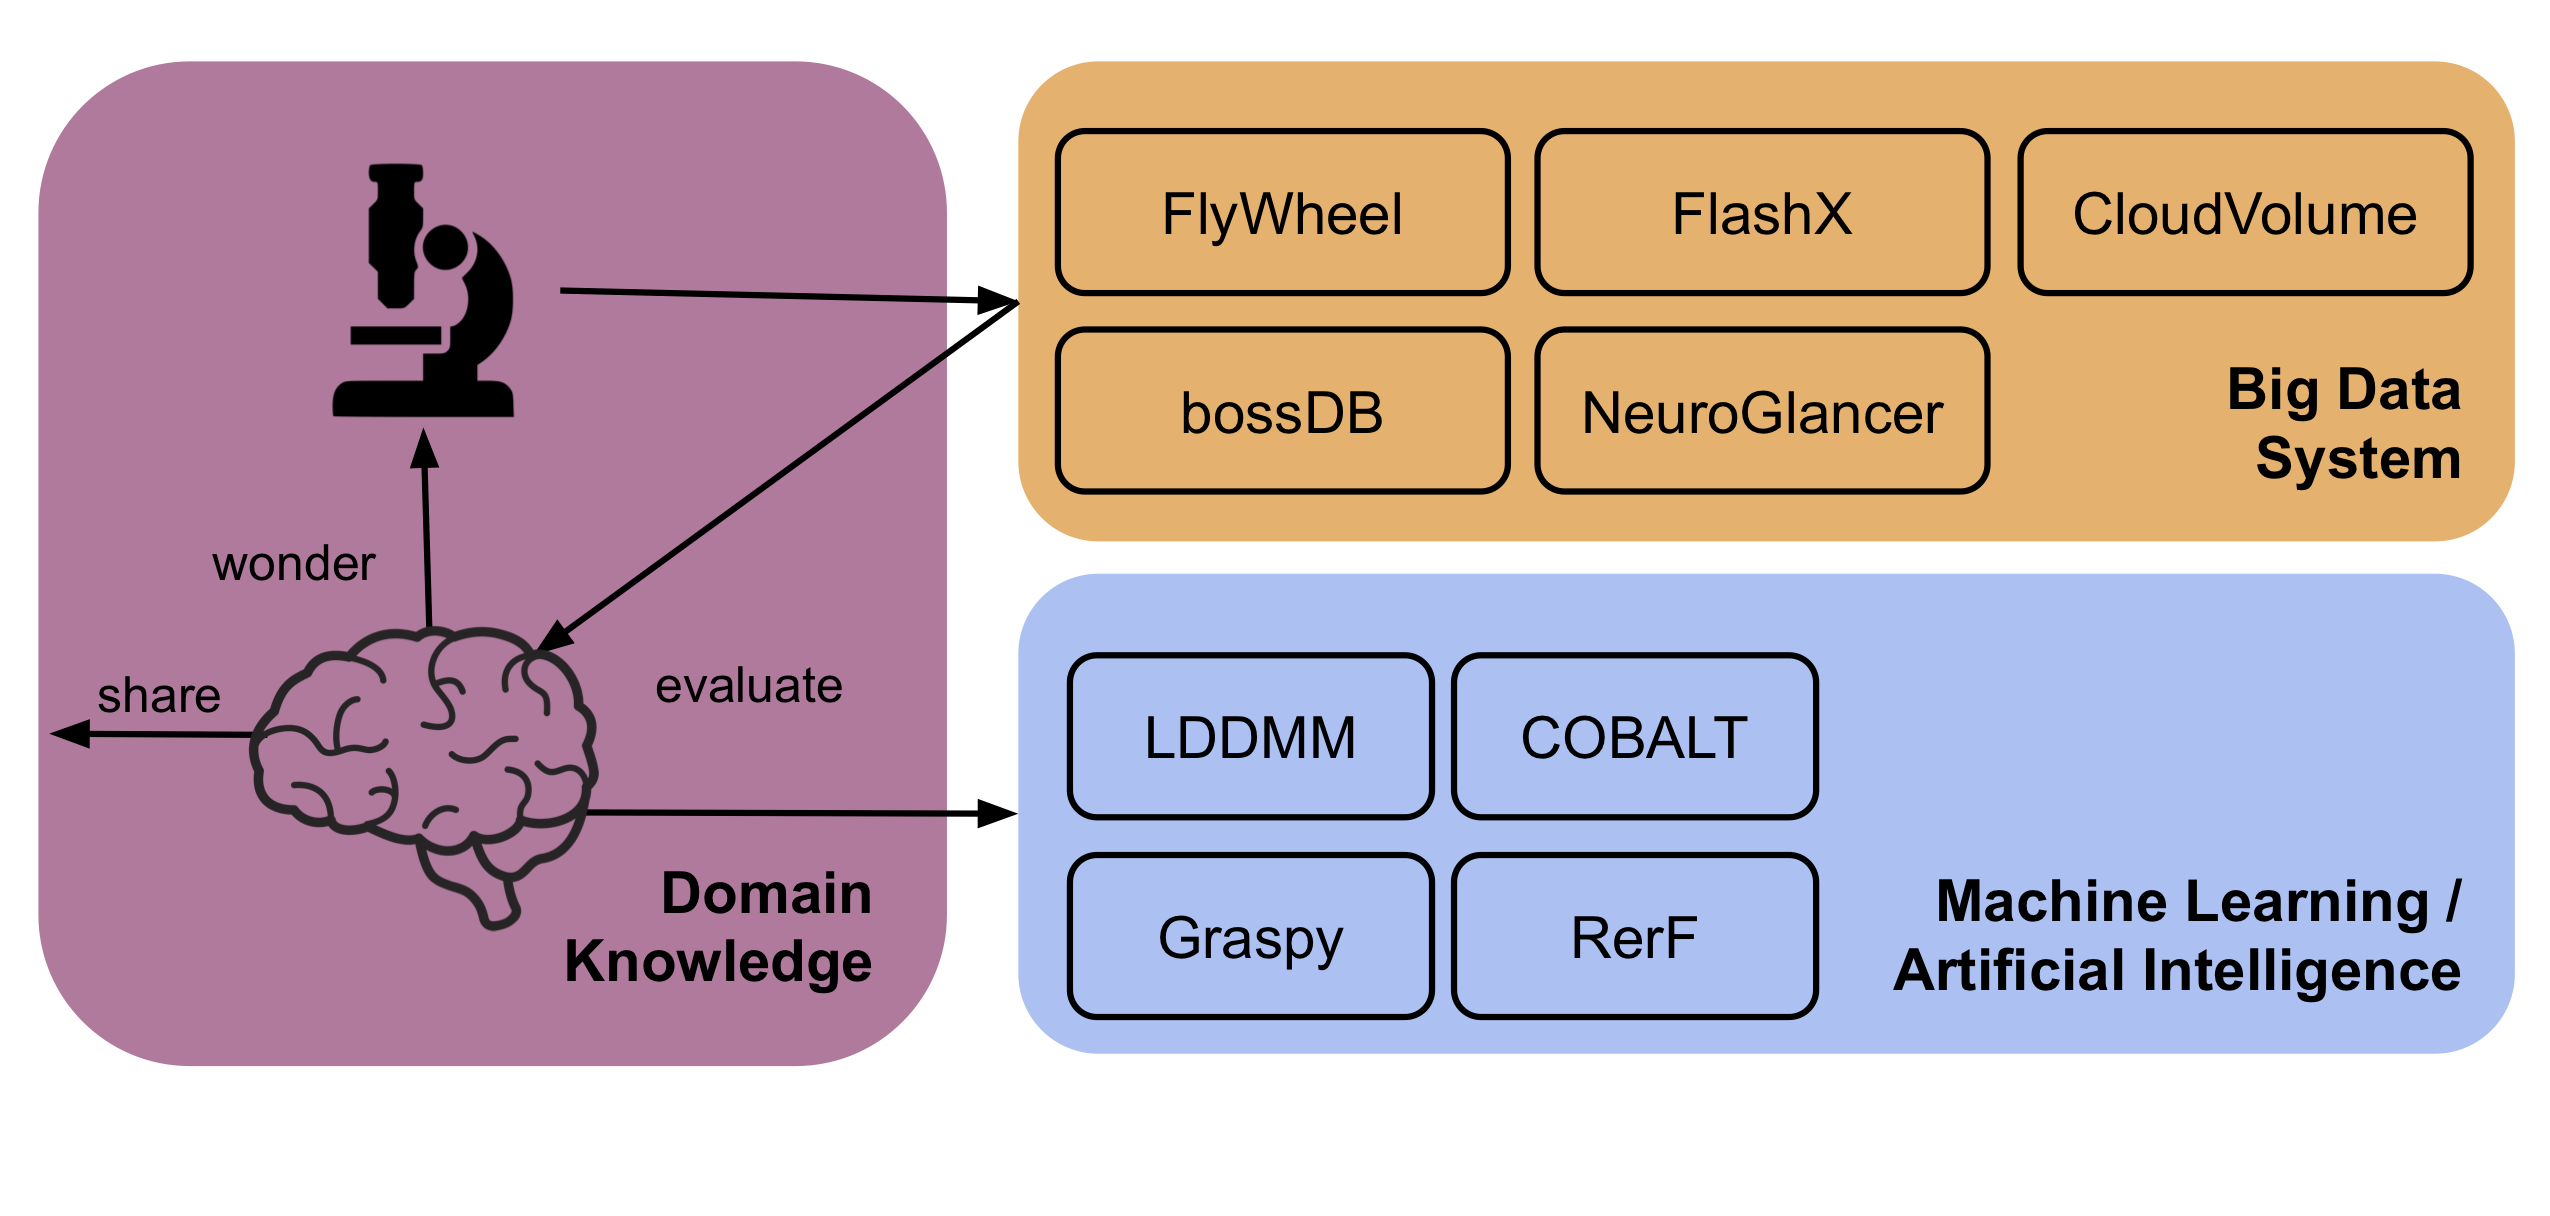 wonder
share
evaluate
Domain
Knowledge
FlyWheel
FlashX
CloudVolume
bossDB
NeuroGlancer
Big Data
System
LDDMM
COBALT
Graspy
RerF
Machine Learning /
Artificial Intelligence